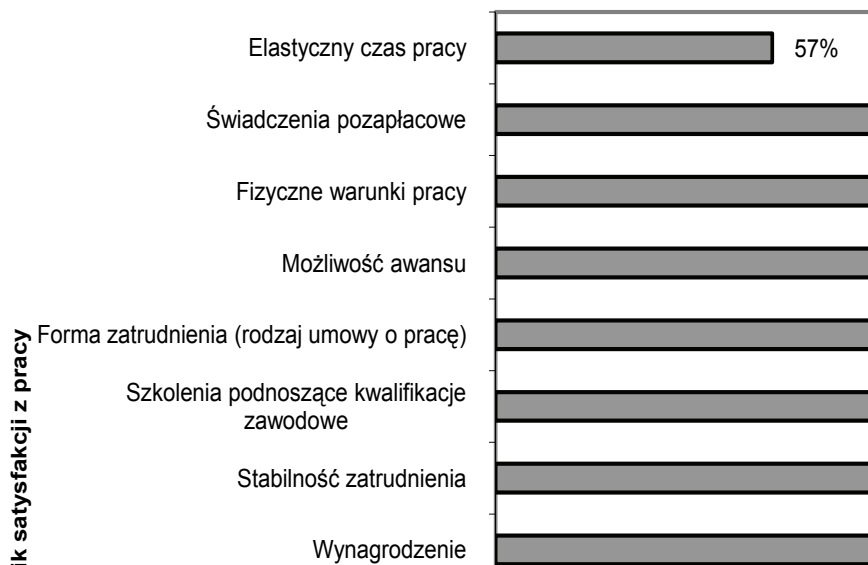 Elastyczny czas pracy
57%
Świadczenia pozapłacowe
Fizyczne warunki pracy
Możliwość awansu
Forma zatrudnienia (rodzaj umowy o pracę)
Szkolenia podnoszące kwalifikacje
zawodowe
Stabilność zatrudnienia
Wynagrodzenie
satysfakcji z pracy